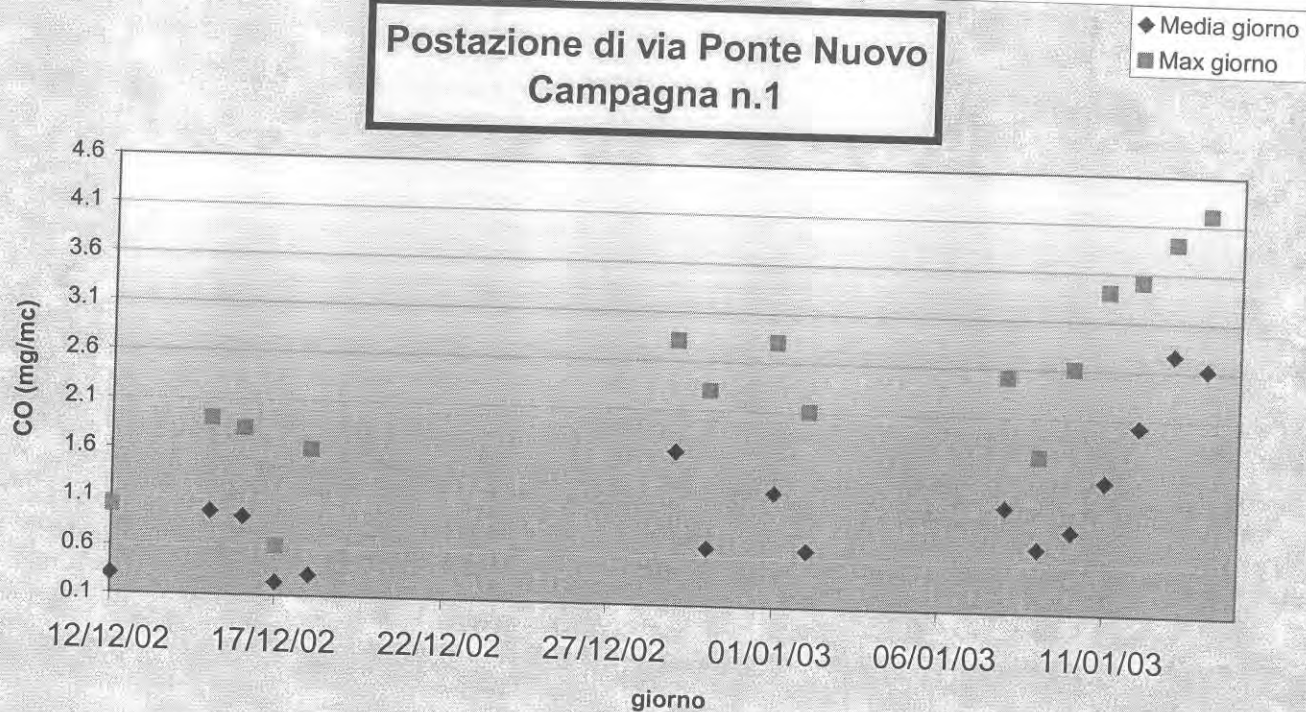 Postazione di via Ponte Nuovo
Campagna n.1
Media giorno
Max giorno
4.6
4.1
3.6
3.1
2.6
2.1
1.6
1.1
0.6
0.1
CO (mg/mc)
12/12/02 17/12/02 22/12/02 27/12/02 01/01/03 06/01/03 11/01/03
giorno